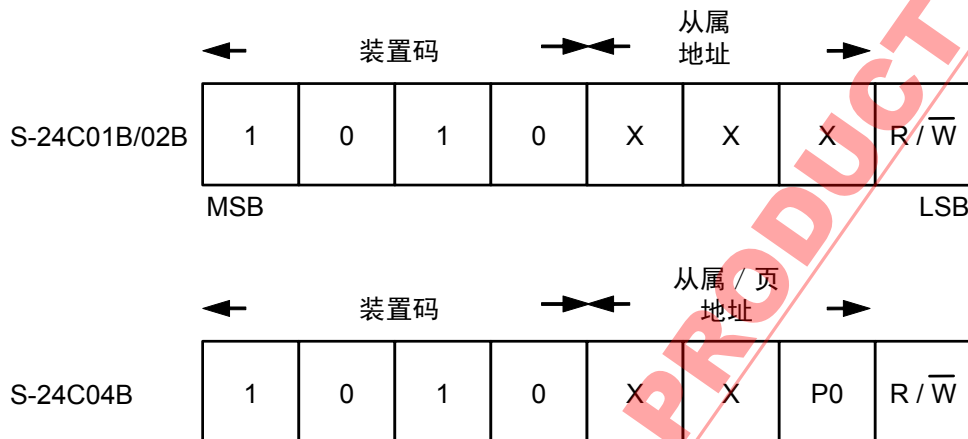 从属
装置码 地址
S-24C01B/02B 1 0 1 0 X X X R / W
MSB LSB
从属 / 页
装置码 地址
S-24C04B 1 0 1 0 X X P0 R / W
PRODUCT